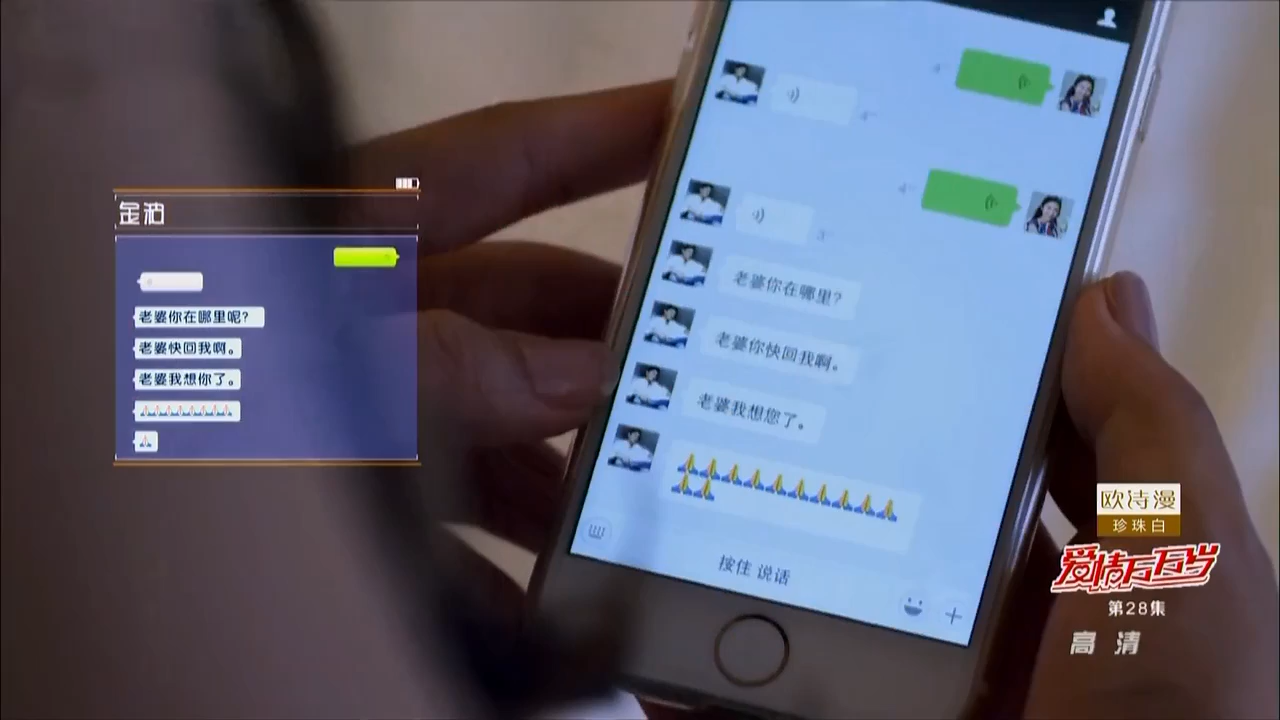 金波
老婆你在哪里呢?
老婆快回我啊。
老婆我想你了。
老婆你在哪里?
老婆你快回我啊.
老婆我想您了。
按住 说话
欧诗漫
珍珠白
爱情万万岁
第28集
高清